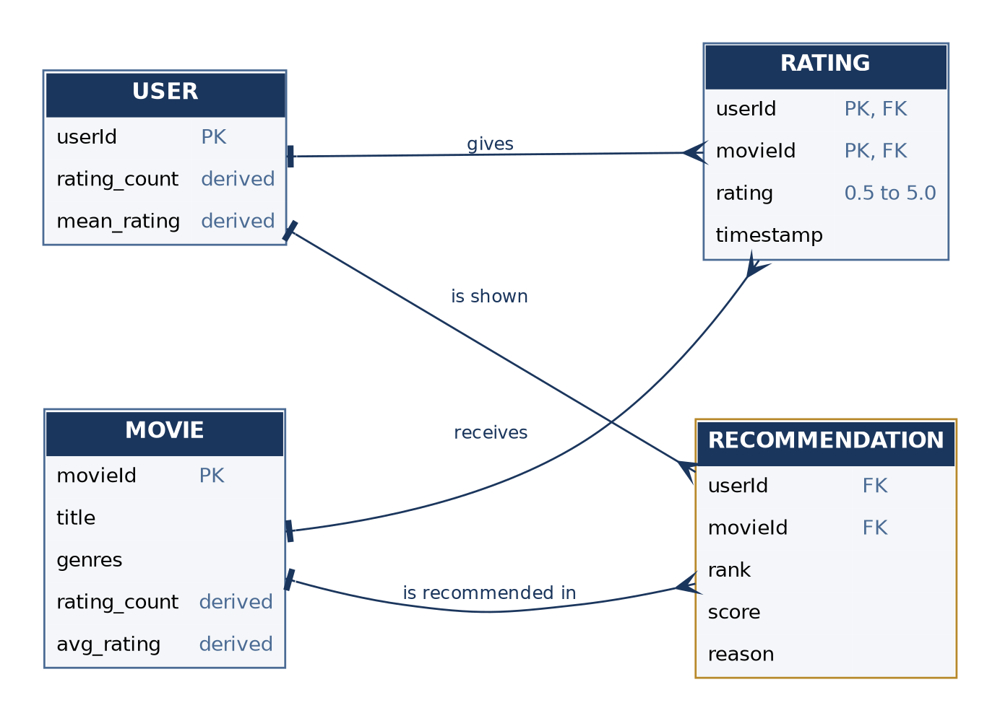 USER
userId PK
rating_count derived
mean_rating derived
RATING
userId PK, FK
movieId PK, FK
rating 0.5 to 5.0
timestamp
gives
is shown
receives
is recommended in
MOVIE
movieId PK
title
genres
rating_count derived
avg_rating derived
RECOMMENDATION
userId FK
movieId FK
rank
score
reason